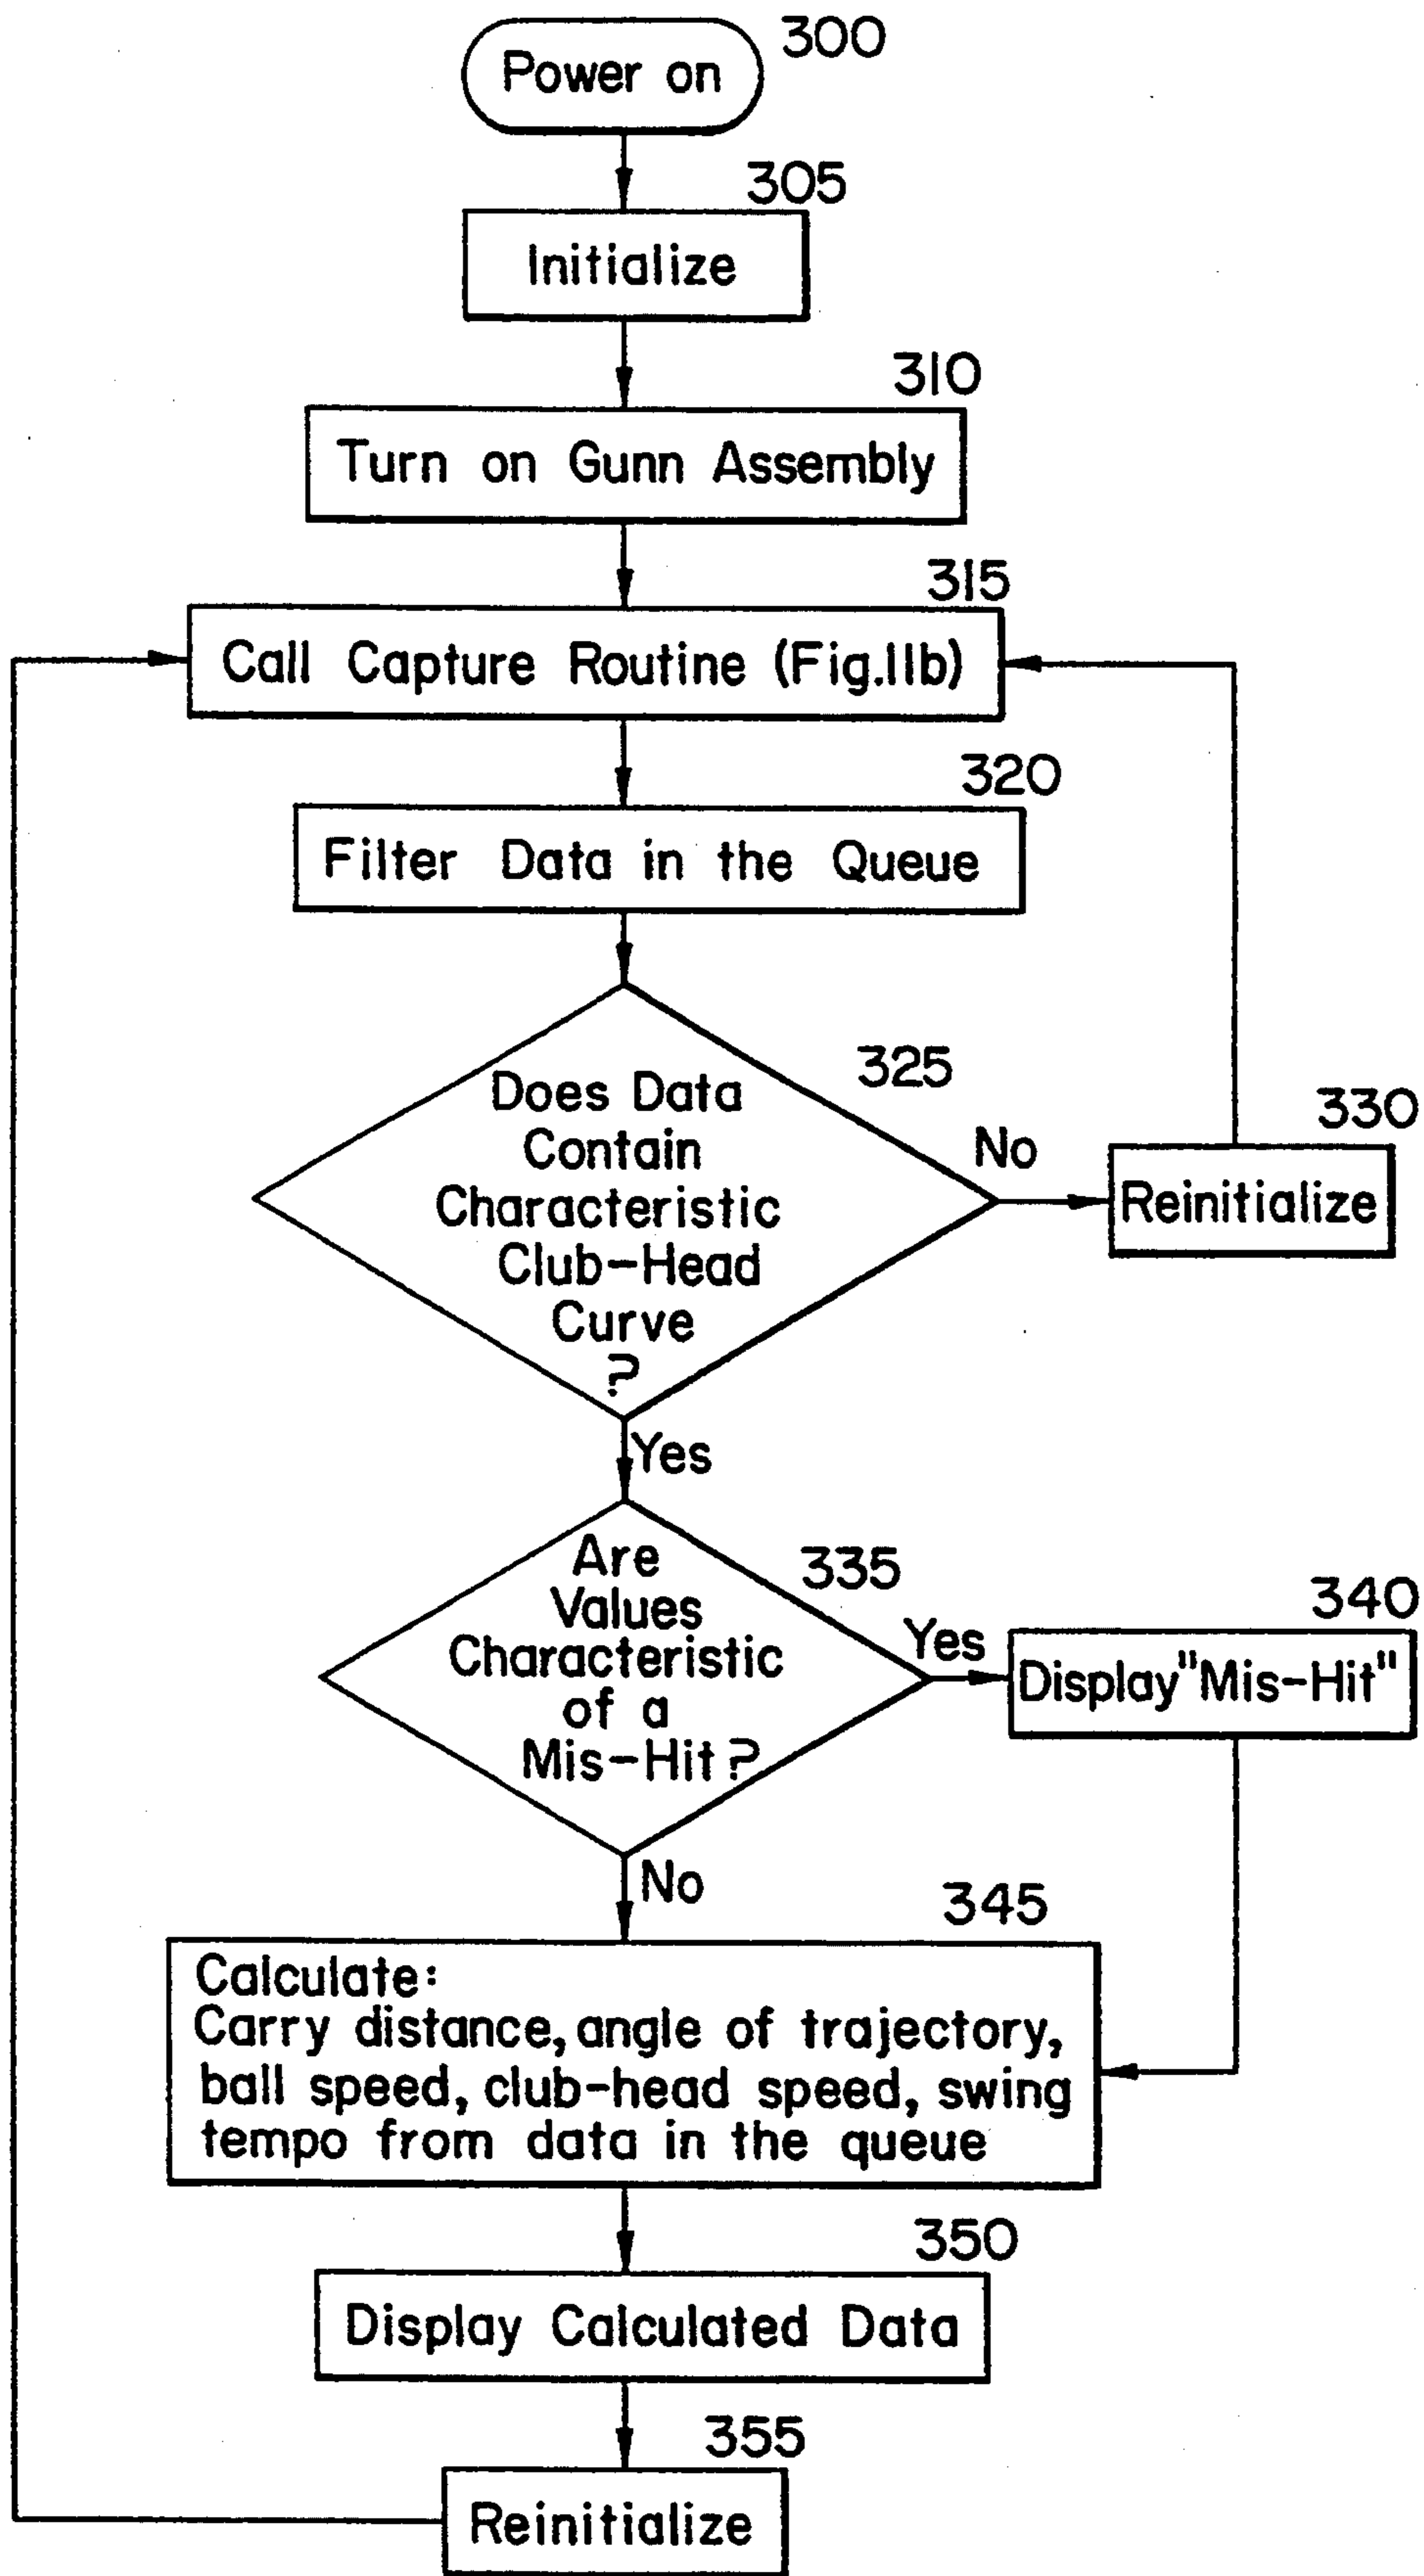 300
Power on
305
Initialize
310
Turn on Gunn Assembly
315
Call Capture Routine (Fig.11b)
320
Filter Data in the Queue
325
Does Data
Contain
Characteristic
Club-Head
Curve
?
No
330
Reinitialize
Yes
335
Are
Values
Characteristic
of a
Mis-Hit?
Yes
340
Display"Mis-Hit"
No
345
Calculate:
Carry distance, angle of trajectory,
ball speed, club-head speed, swing
tempo from data in the queue
350
Display Calculated Data
355
Reinitialize